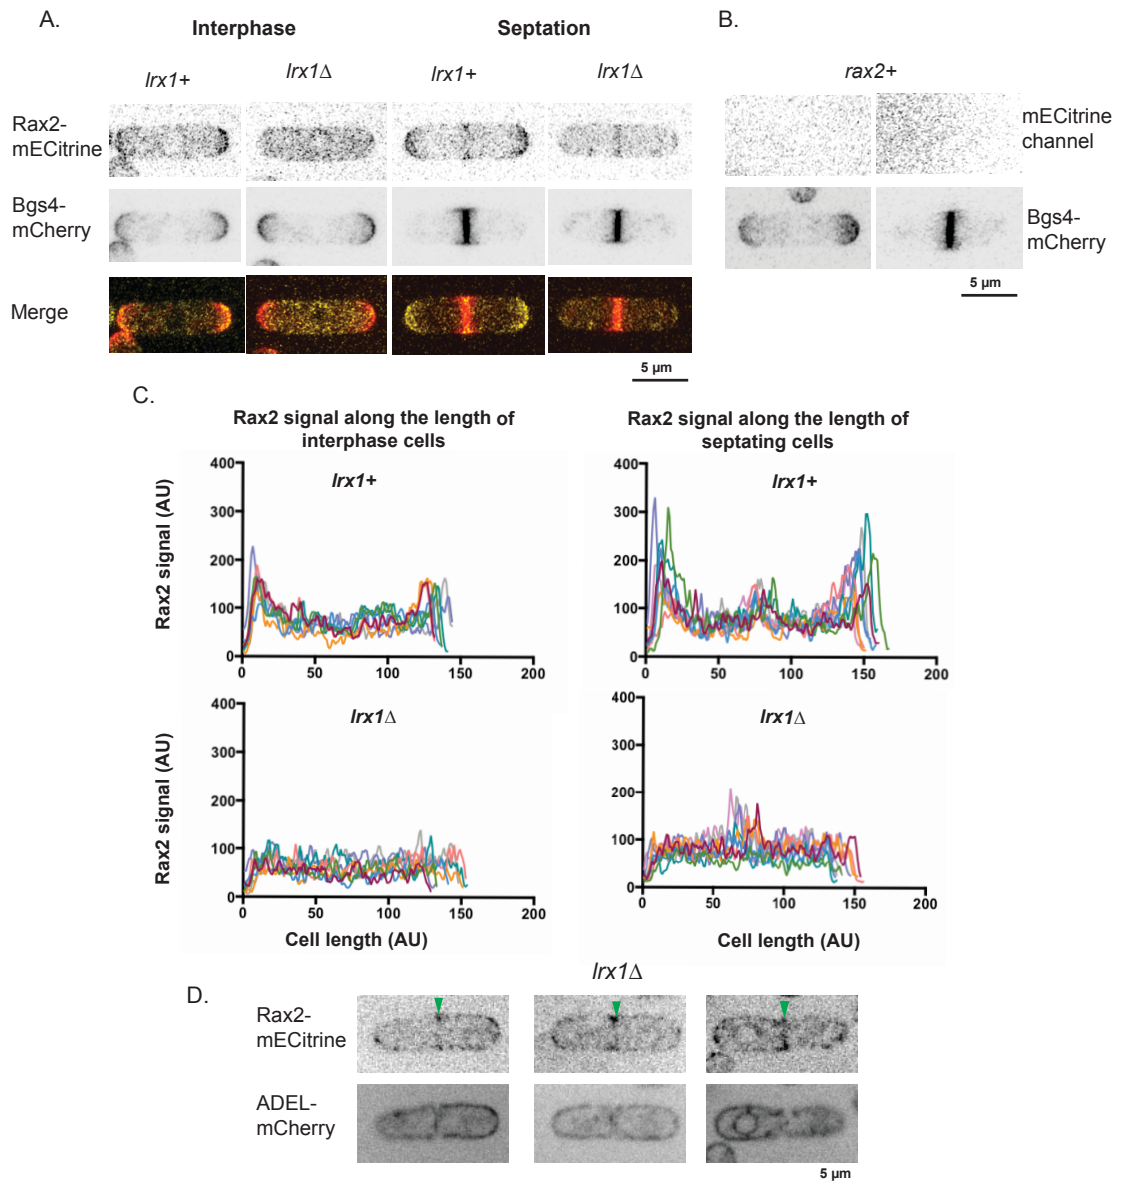 A.
Interphase
Septation
lrx1+
lrx1Δ
lrx1+
lrx1Δ
Rax2-
mECitrine
Bgs4-
mCherry
Merge
5 µm
B.
rax2+
mECitrine
channel
Bgs4-
mCherry
5 µm
C.
Rax2 signal along the length of
interphase cells
Rax2 signal (AU)
400
300
200
100
0
lrx1+
0 50 100 150 200
Rax2 signal along the length of
septating cells
400
300
200
100
0
lrx1+
0 50 100 150 200
Rax2 signal (AU)
400
300
200
100
0
lrx1Δ
0 50 100 150 200
Cell length (AU)
400
300
200
100
0
lrx1Δ
0 50 100 150 200
Cell length (AU)
D.
lrx1Δ
Rax2-
mECitrine
ADEL-
mCherry
5 µm